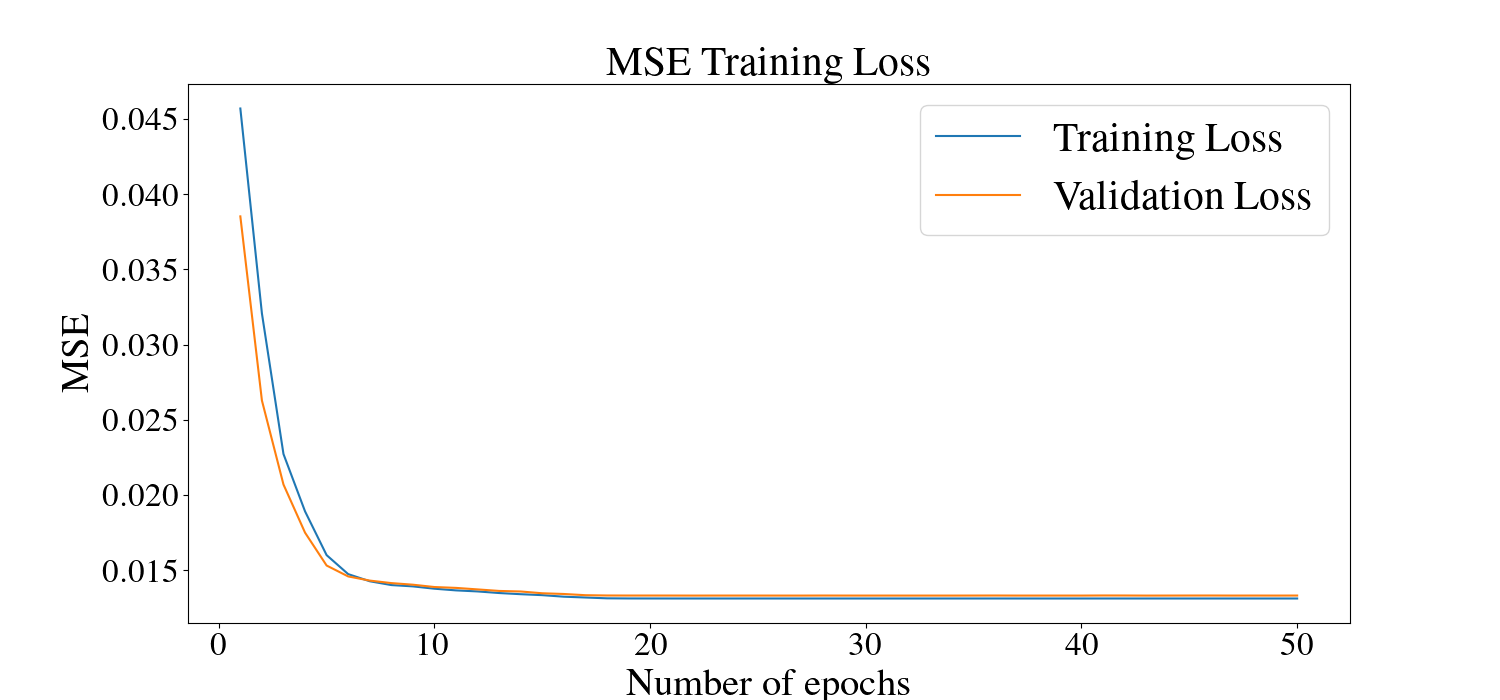 MSE Training Loss
Training Loss
Validation Loss
MSE
0.045
0.040
0.035
0.030
0.025
0.020
0.015
0 10 20 30 40 50
Number of epochs